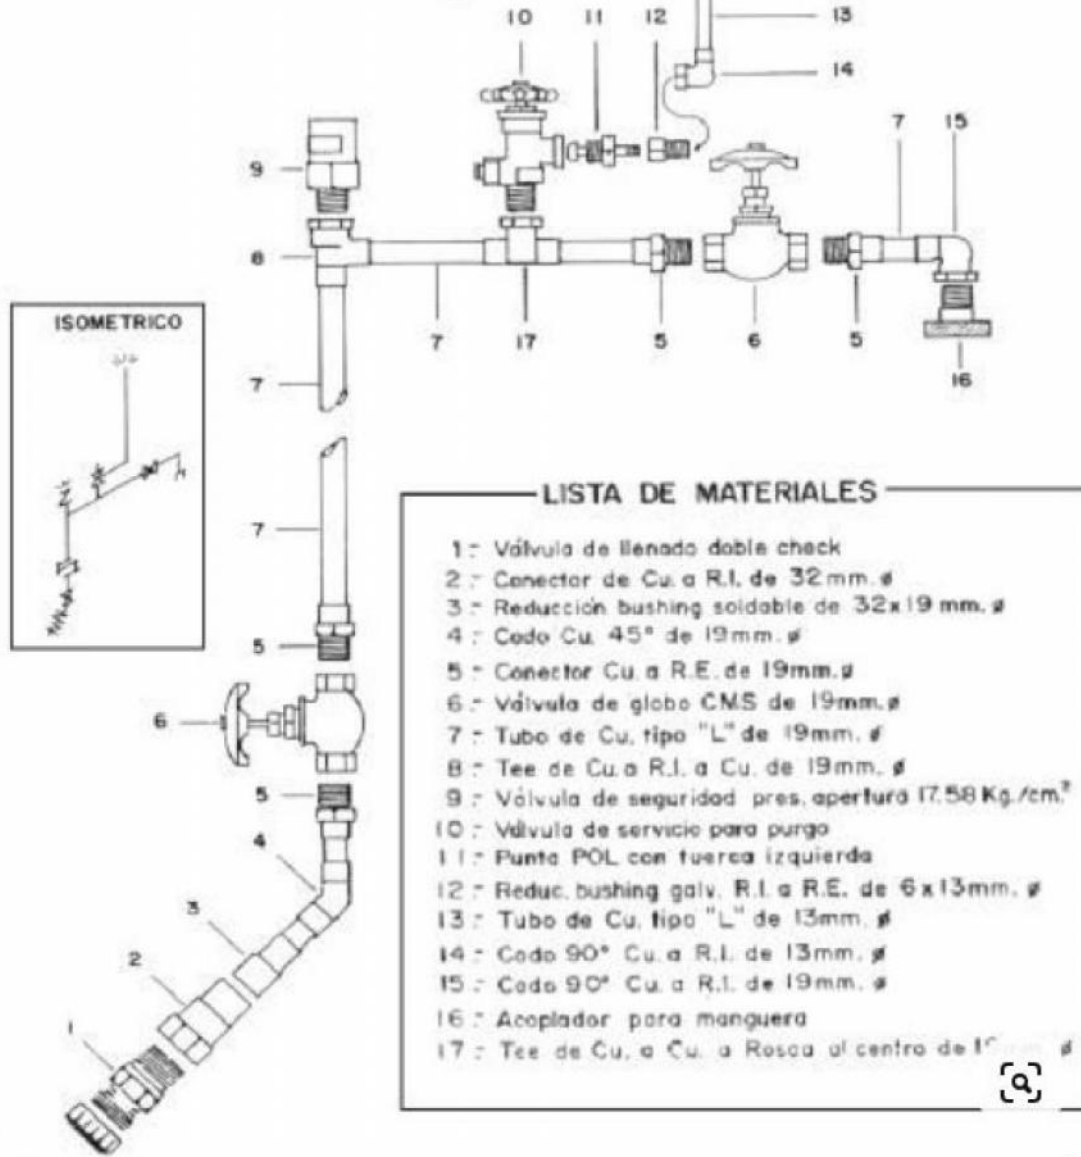 10 11 12 13
14
7 15
9
8
7 17 5 6 5
16
ISOMETRICO
7
7
5
6
5
4
3
2
1
LISTA DE MATERIALES
1.- Válvula de llenado doble check
2.- Conector de Cu. a R.I. de 32mm. ø
3.- Reducción bushing soldable de 32x19 mm. ø
4.- Codo Cu. 45° de 19mm. ø
5.- Conector Cu. a R.E. de 19mm. ø
6.- Válvula de globo CMS de 19mm. ø
7.- Tubo de Cu. tipo "L" de 19mm. ø
8.- Tee de Cu. a R.I. a Cu. de 19mm. ø
9.- Válvula de seguridad pres. apertura 17.58 Kg./cm.²
10.- Válvula de servicio para purga
11.- Punta POL con tuerca izquierda
12.- Reduc. bushing galv. R.I. a R.E. de 6x13mm. ø
13.- Tubo de Cu. tipo "L" de 13mm. ø
14.- Codo 90° Cu. a R.I. de 13mm. ø
15.- Codo 90° Cu. a R.I. de 19mm. ø
16.- Acoplador para manguera
17.- Tee de Cu. a Cu. a Rosca al centro de ø